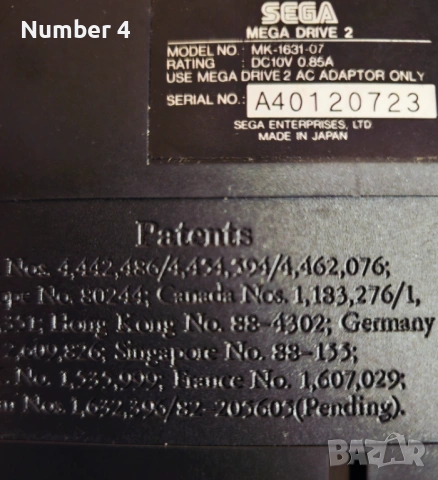 Number 4
SEGA
MEGA DRIVE 2
MODEL NO. : MK-1631-07
RATING : DC10V 0.85A
USE MEGA DRIVE 2 AC ADAPTOR ONLY
SERIAL NO.: A40120723
SEGA ENTERPRISES, LTD.
MADE IN JAPAN
Patents
Nos. 4,442,486/4,454,594/4,462,076;
No. 80244; Canada Nos. 1,183,276/1,
Hong Kong No. 88-4302; Germany
Singapore No. 88-155;
No. 1,535,999; France No. 1,607,029;
Nos. 1,632,396/82-205605(Pending).
BAZAR